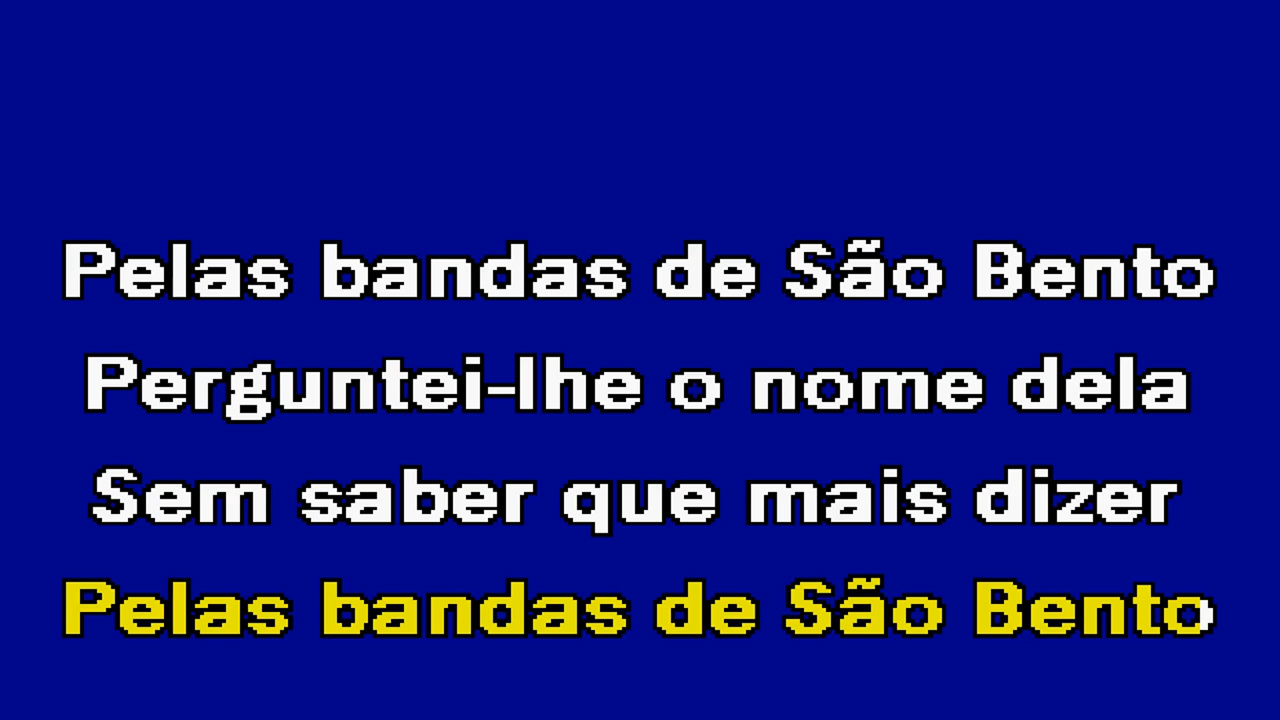 Pelas bandas de São Bento
Perguntei-lhe o nome dela
Sem saber que mais dizer
Pelas bandas de São Bento